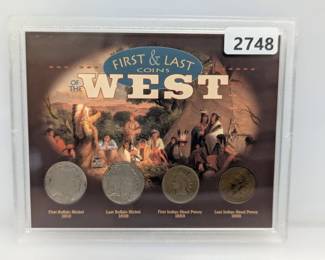 2748
FIRST & LAST
COINS
OF THE
WEST
First Buffalo Nickel
Last Buffalo Nickel
First Indian Head Penny
Last Indian Head Penny